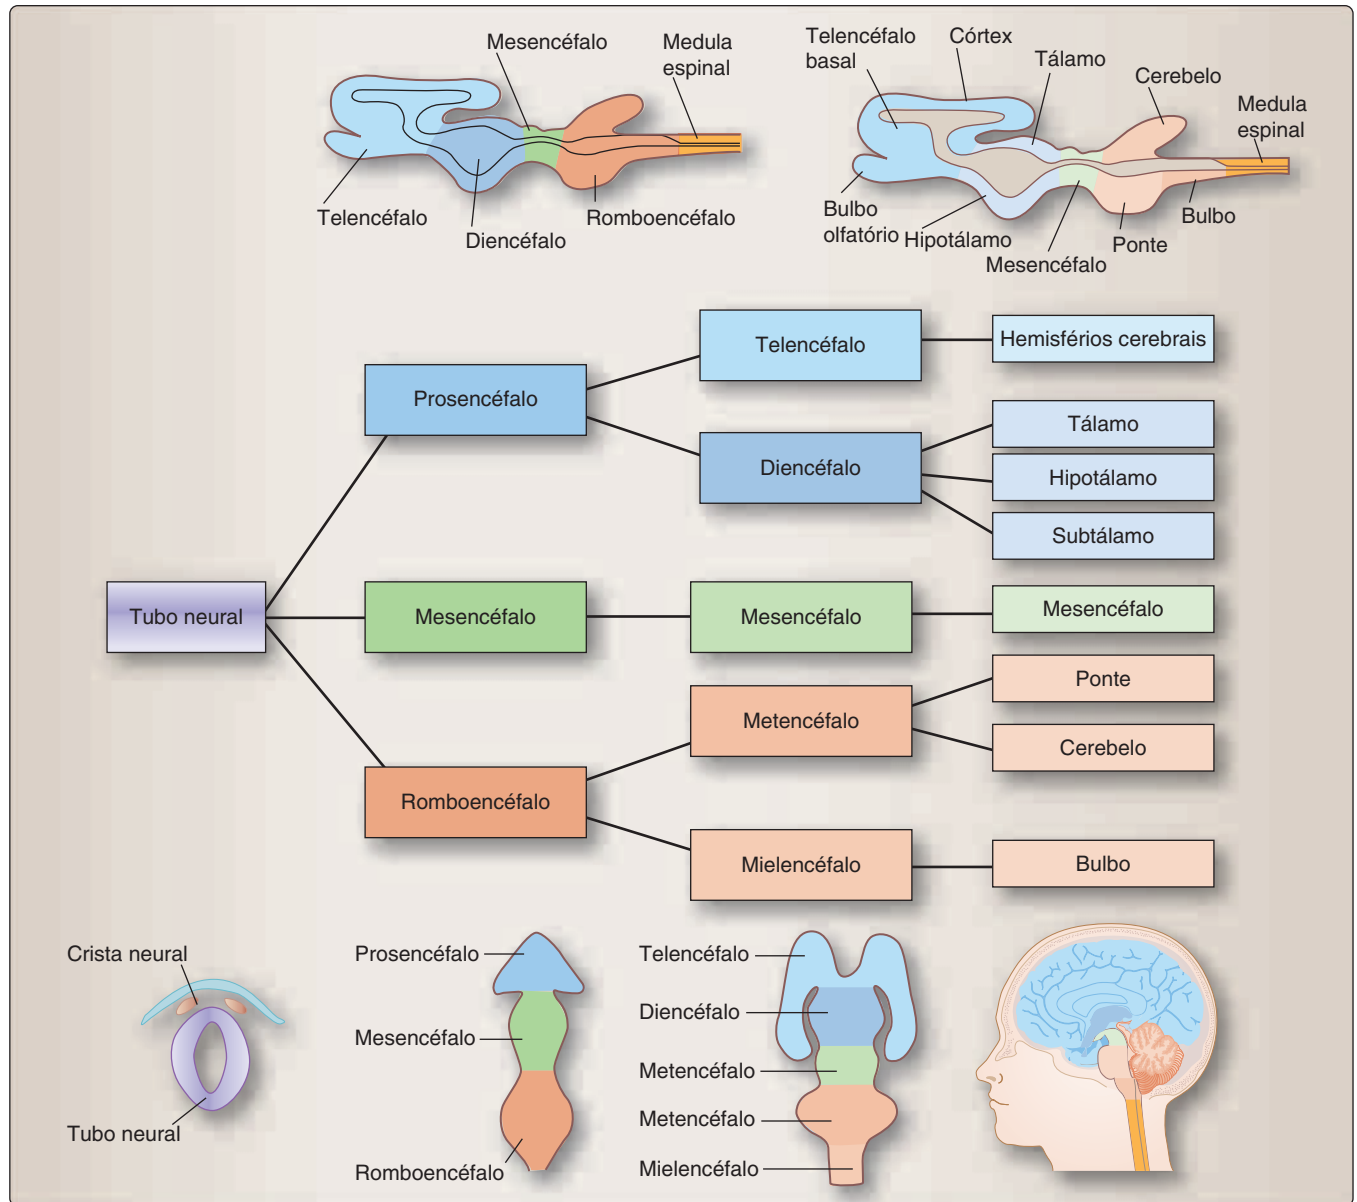 Mesencéfalo
Medula
espinal
Telencéfalo
Diencéfalo
Romboencéfalo
Telencéfalo
basal
Córtex
Tálamo
Cerebelo
Medula
espinal
Bulbo
olfatório
Hipotálamo
Mesencéfalo
Ponte
Bulbo
Tubo neural
Prosencéfalo
Mesencéfalo
Romboencéfalo
Telencéfalo
Diencéfalo
Mesencéfalo
Metencéfalo
Mielencéfalo
Hemisférios cerebrais
Tálamo
Hipotálamo
Subtálamo
Mesencéfalo
Ponte
Cerebelo
Bulbo
Crista neural
Tubo neural
Prosencéfalo
Mesencéfalo
Romboencéfalo
Telencéfalo
Diencéfalo
Metencéfalo
Metencéfalo
Mielencéfalo